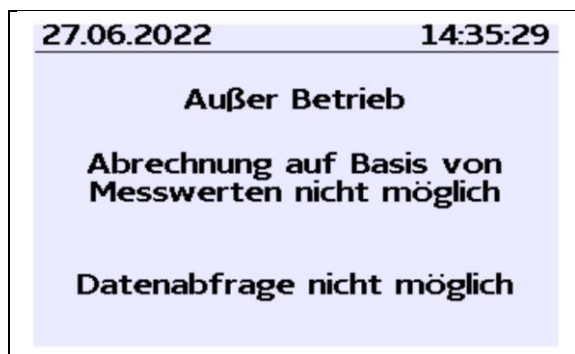 27.06.2022 14:35:29
Außer Betrieb
Abrechnung auf Basis von
Messwerten nicht möglich
Datenabfrage nicht möglich